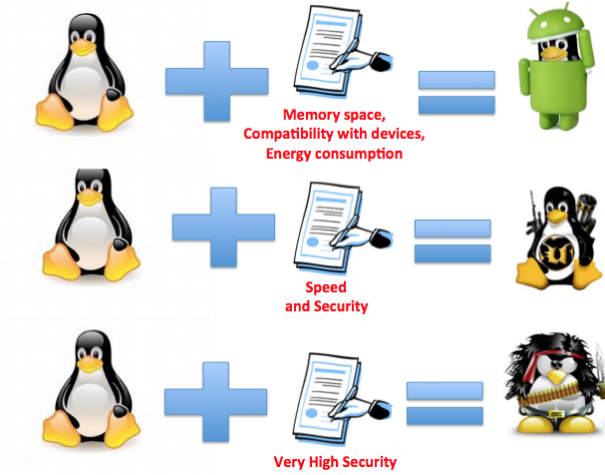 Memory space,
Compatibility with devices,
Energy consumption
Speed
and Security
Very High Security